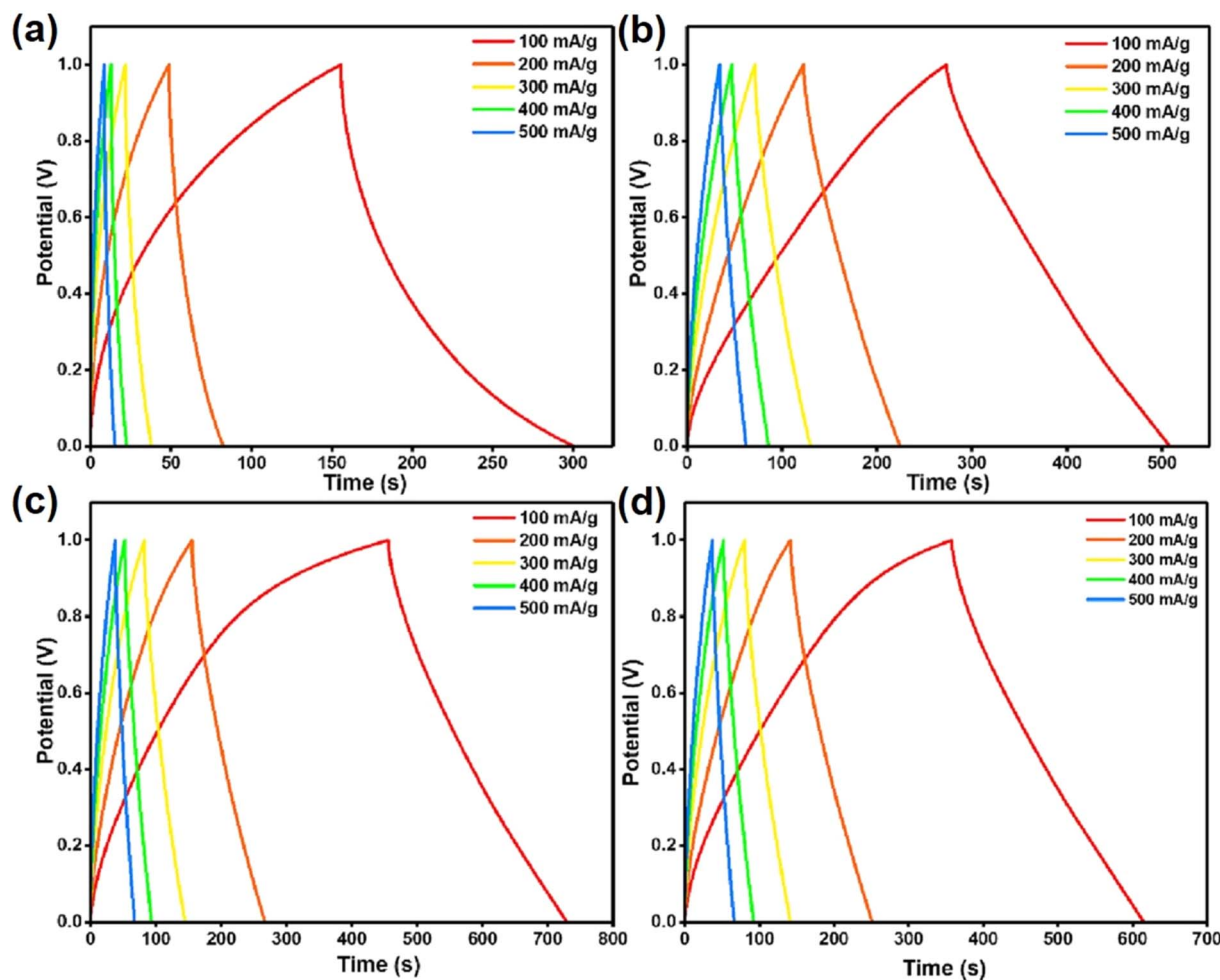 (a)
100 mA/g
200 mA/g
300 mA/g
400 mA/g
500 mA/g
Potential (V)
1.0
0.8
0.6
0.4
0.2
0.0
0 50 100 150 200 250 300
Time (s)
(b)
100 mA/g
200 mA/g
300 mA/g
400 mA/g
500 mA/g
Potential (V)
1.0
0.8
0.6
0.4
0.2
0.0
0 100 200 300 400 500
Time (s)
(c)
100 mA/g
200 mA/g
300 mA/g
400 mA/g
500 mA/g
Potential (V)
1.0
0.8
0.6
0.4
0.2
0.0
0 100 200 300 400 500 600 700 800
Time (s)
(d)
100 mA/g
200 mA/g
300 mA/g
400 mA/g
500 mA/g
Potential (V)
1.0
0.8
0.6
0.4
0.2
0.0
0 100 200 300 400 500 600 700
Time (s)